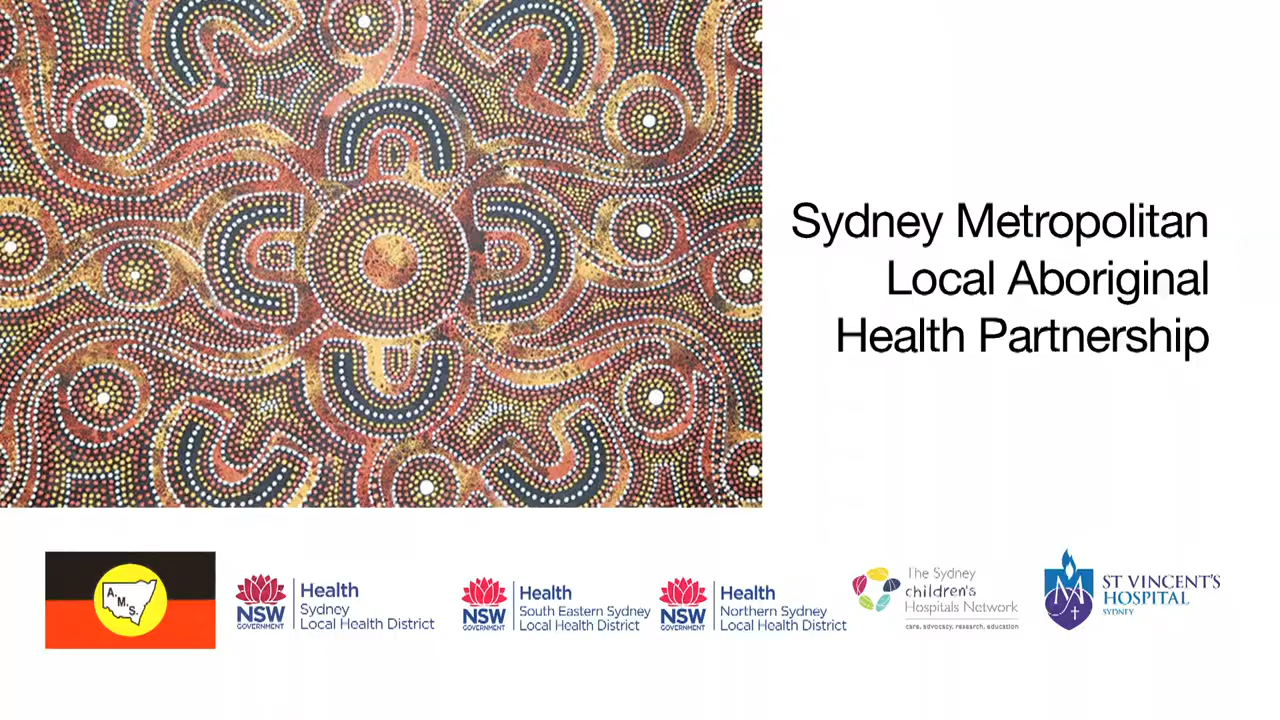 Sydney Metropolitan
Local Aboriginal
Health Partnership
A.
M.
S.
NSW
GOVERNMENT
Health
Sydney
Local Health District
NSW
GOVERNMENT
Health
South Eastern Sydney
Local Health District
NSW
GOVERNMENT
Health
Northern Sydney
Local Health District
The Sydney
children's
Hospitals Network
care, advocacy, research, education
ST VINCENT'S
HOSPITAL
SYDNEY